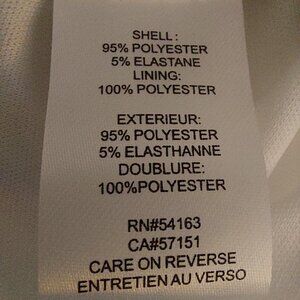 SHELL:
95% POLYESTER
5% ELASTANE
LINING:
100% POLYESTER
EXTERIEUR:
95% POLYESTER
5% ELASTHANNE
DOUBLURE:
100%POLYESTER
RN#54163
CA#57151
CARE ON REVERSE
ENTRETIEN AU VERSO